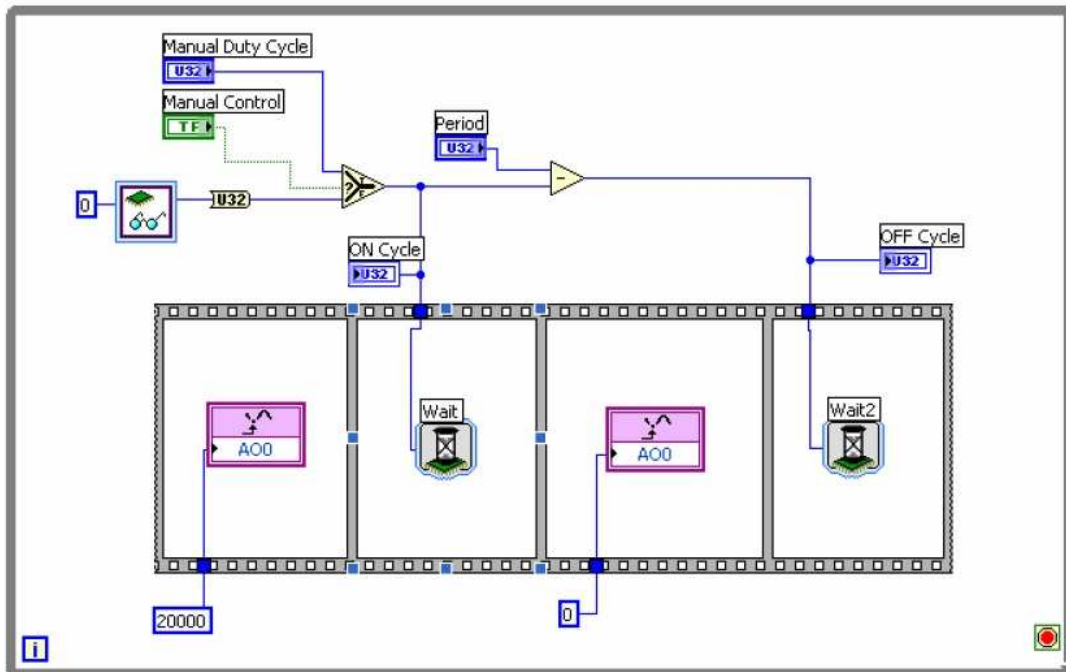 Manual Duty Cycle
U32
Manual Control
TF
Period
U32
0
U32
?
F
-
ON Cycle
U32
OFF Cycle
U32
Wait
Wait2
AO0
AO0
20000
0
i